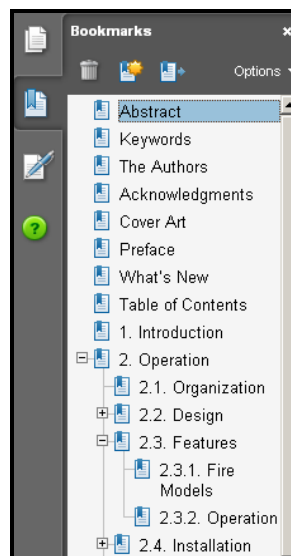 Bookmarks
Options
Abstract
Keywords
The Authors
Acknowledgments
Cover Art
Preface
What's New
Table of Contents
1. Introduction
2. Operation
2.1. Organization
2.2. Design
2.3. Features
2.3.1. Fire
Models
2.3.2. Operation
2.4. Installation